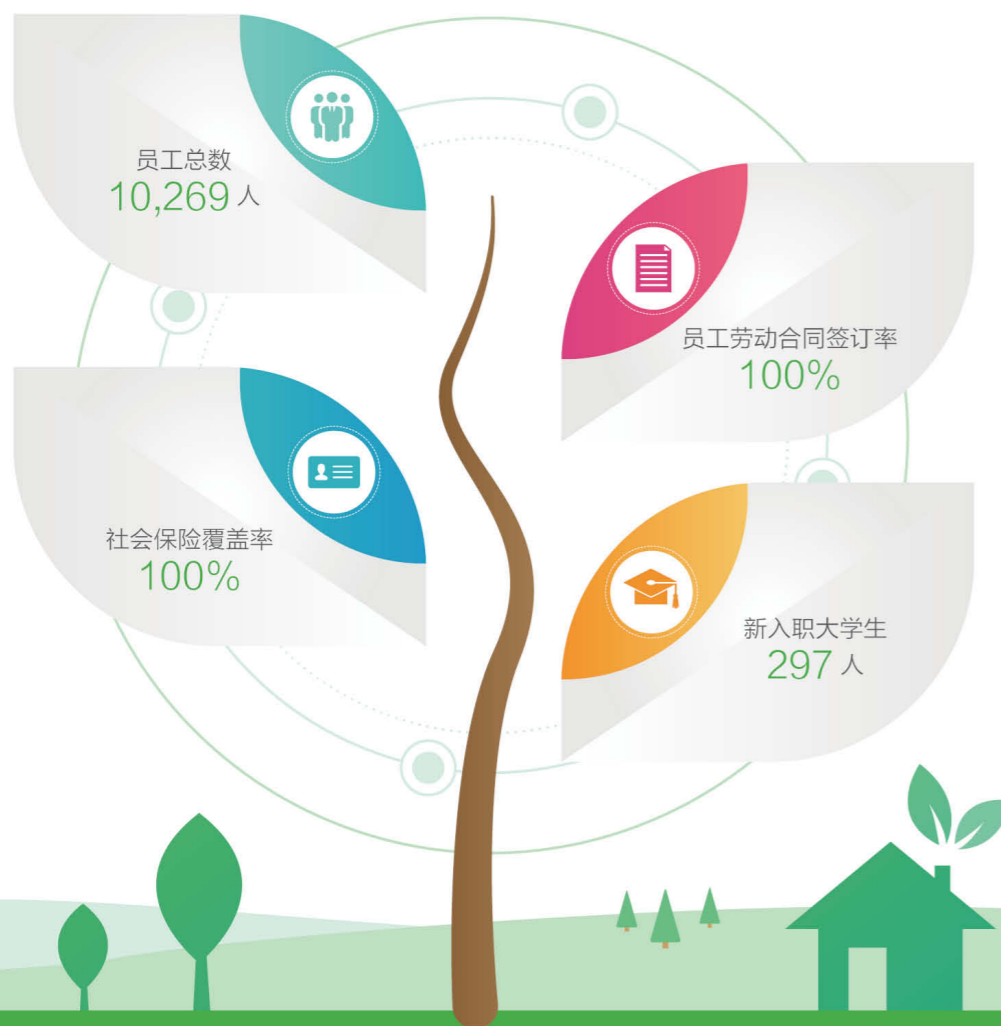 员工总数
10,269 人
员工劳动合同签订率
100%
社会保险覆盖率
100%
新入职大学生
297 人